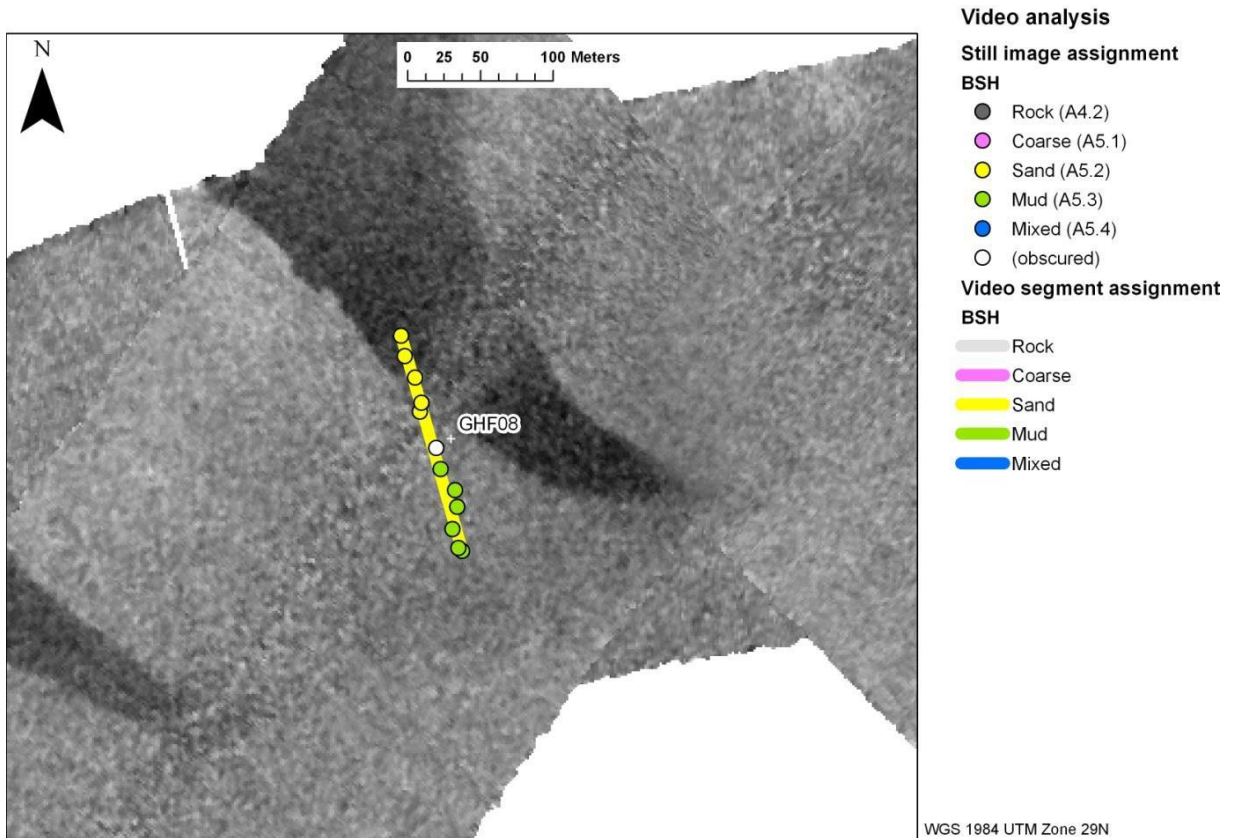 N
0 25 50 100 Meters
GHF08
Video analysis
Still image assignment
BSH
Rock (A4.2)
Coarse (A5.1)
Sand (A5.2)
Mud (A5.3)
Mixed (A5.4)
(obscured)
Video segment assignment
BSH
Rock
Coarse
Sand
Mud
Mixed
WGS 1984 UTM Zone 29N